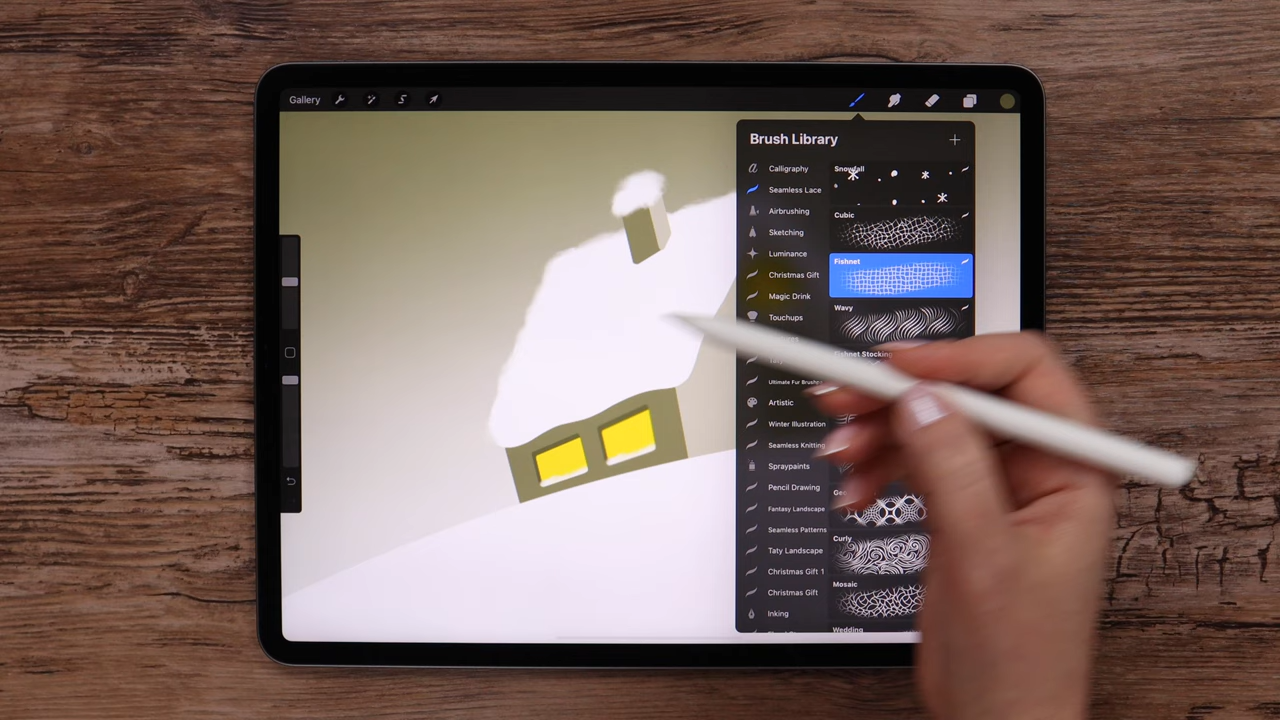 Gallery
Brush Library
Calligraphy
Seamless Lace
Airbrushing
Sketching
Luminance
Christmas Gift
Magic Drink
Touchups
Ultimate Fur Brushes
Artistic
Winter Illustration
Seamless Knitting
Spraypaints
Pencil Drawing
Fantasy Landscape
Seamless Patterns
Taty Landscape
Christmas Gift 1
Christmas Gift
Inking
Snowfall
Cubic
Fishnet
Wavy
Fishnet Stocking
Curly
Mosaic
Wedding